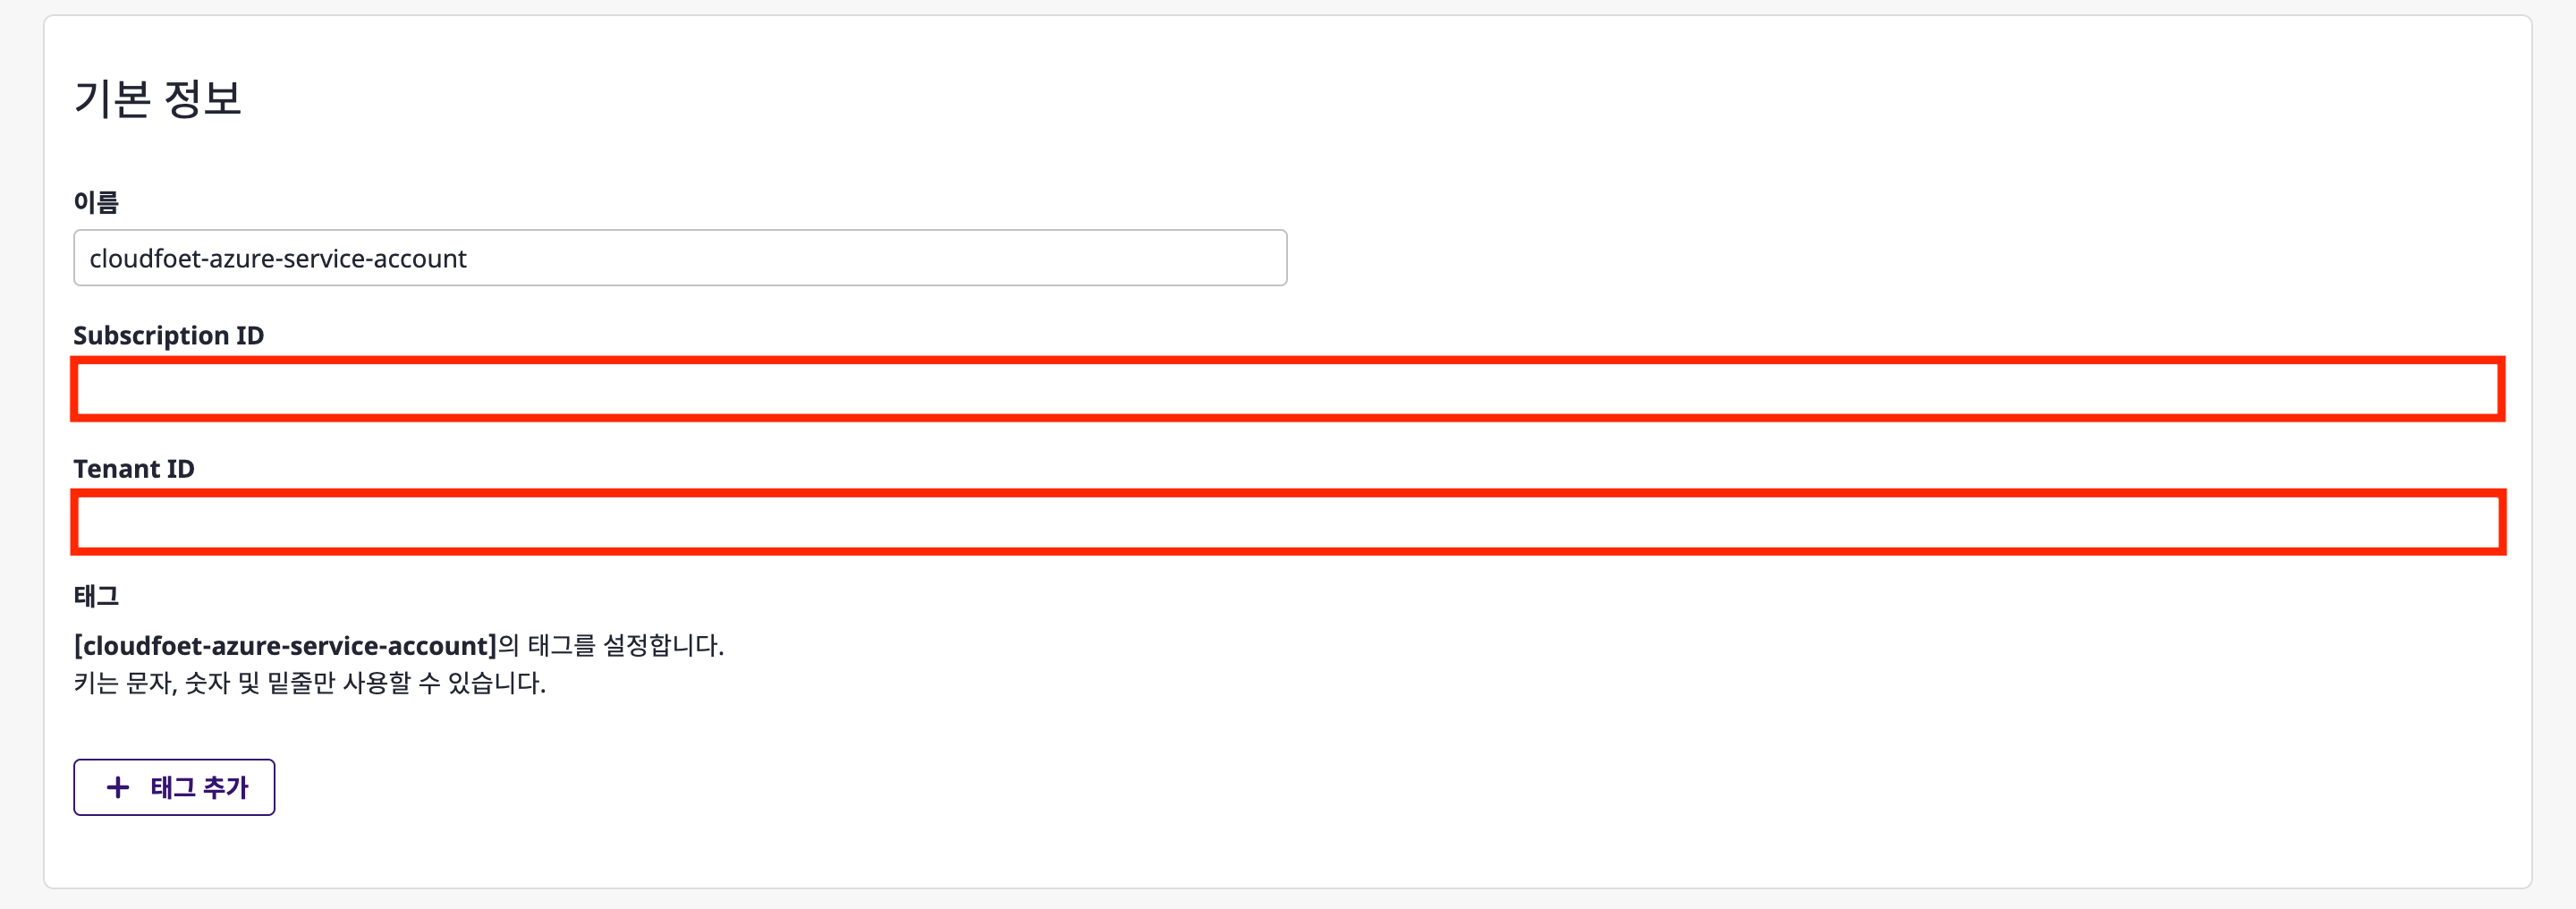 기본 정보
이름
cloudfoet-azure-service-account
Subscription ID
Tenant ID
태그
[cloudfoet-azure-service-account]의 태그를 설정합니다.
키는 문자, 숫자 및 밑줄만 사용할 수 있습니다.
+ 태그 추가